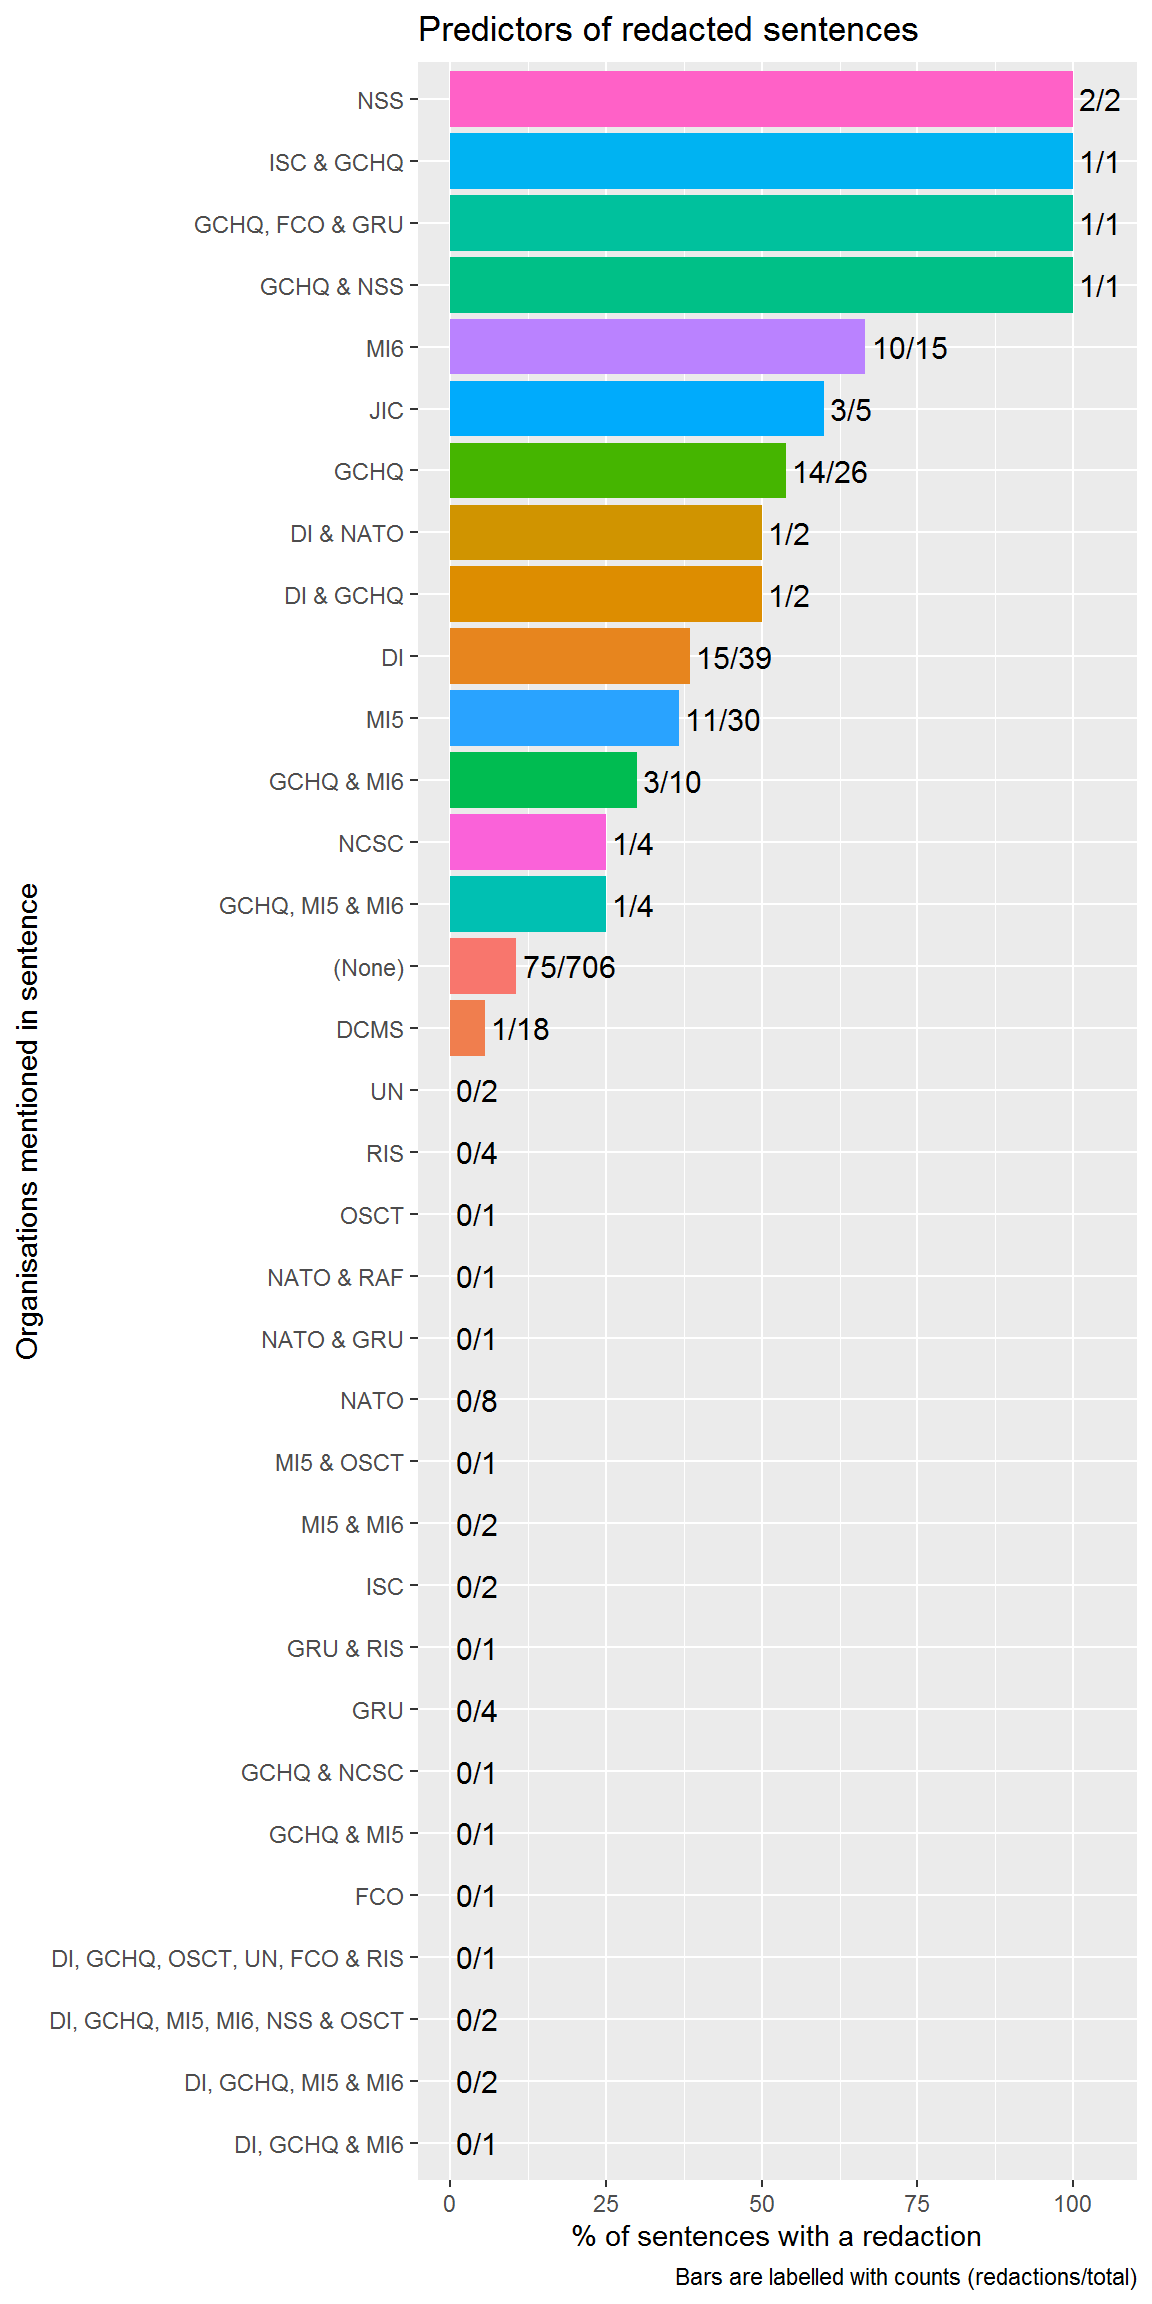 Predictors of redacted sentences
NSS 2/2
ISC & GCHQ 1/1
GCHQ, FCO & GRU 1/1
GCHQ & NSS 1/1
MI6 10/15
JIC 3/5
GCHQ 14/26
DI & NATO 1/2
DI & GCHQ 1/2
DI 15/39
MI5 11/30
GCHQ & MI6 3/10
NCSC 1/4
GCHQ, MI5 & MI6 1/4
(None) 75/706
DCMS 1/18
UN 0/2
RIS 0/4
OSCT 0/1
NATO & RAF 0/1
NATO & GRU 0/1
NATO 0/8
MI5 & OSCT 0/1
MI5 & MI6 0/2
ISC 0/2
GRU & RIS 0/1
GRU 0/4
GCHQ & NCSC 0/1
GCHQ & MI5 0/1
FCO 0/1
DI, GCHQ, OSCT, UN, FCO & RIS 0/1
DI, GCHQ, MI5, MI6, NSS & OSCT 0/2
DI, GCHQ, MI5 & MI6 0/2
DI, GCHQ & MI6 0/1
Organisations mentioned in sentence
0 25 50 75 100
% of sentences with a redaction
Bars are labelled with counts (redactions/total)